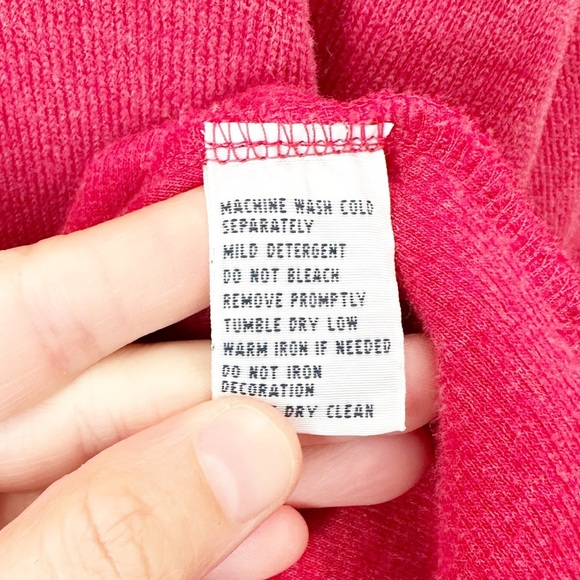 MACHINE WASH COLD
SEPARATELY
MILD DETERGENT
DO NOT BLEACH
REMOVE PROMPTLY
TUMBLE DRY LOW
WARM IRON IF NEEDED
DO NOT IRON
DECORATION
DRY CLEAN